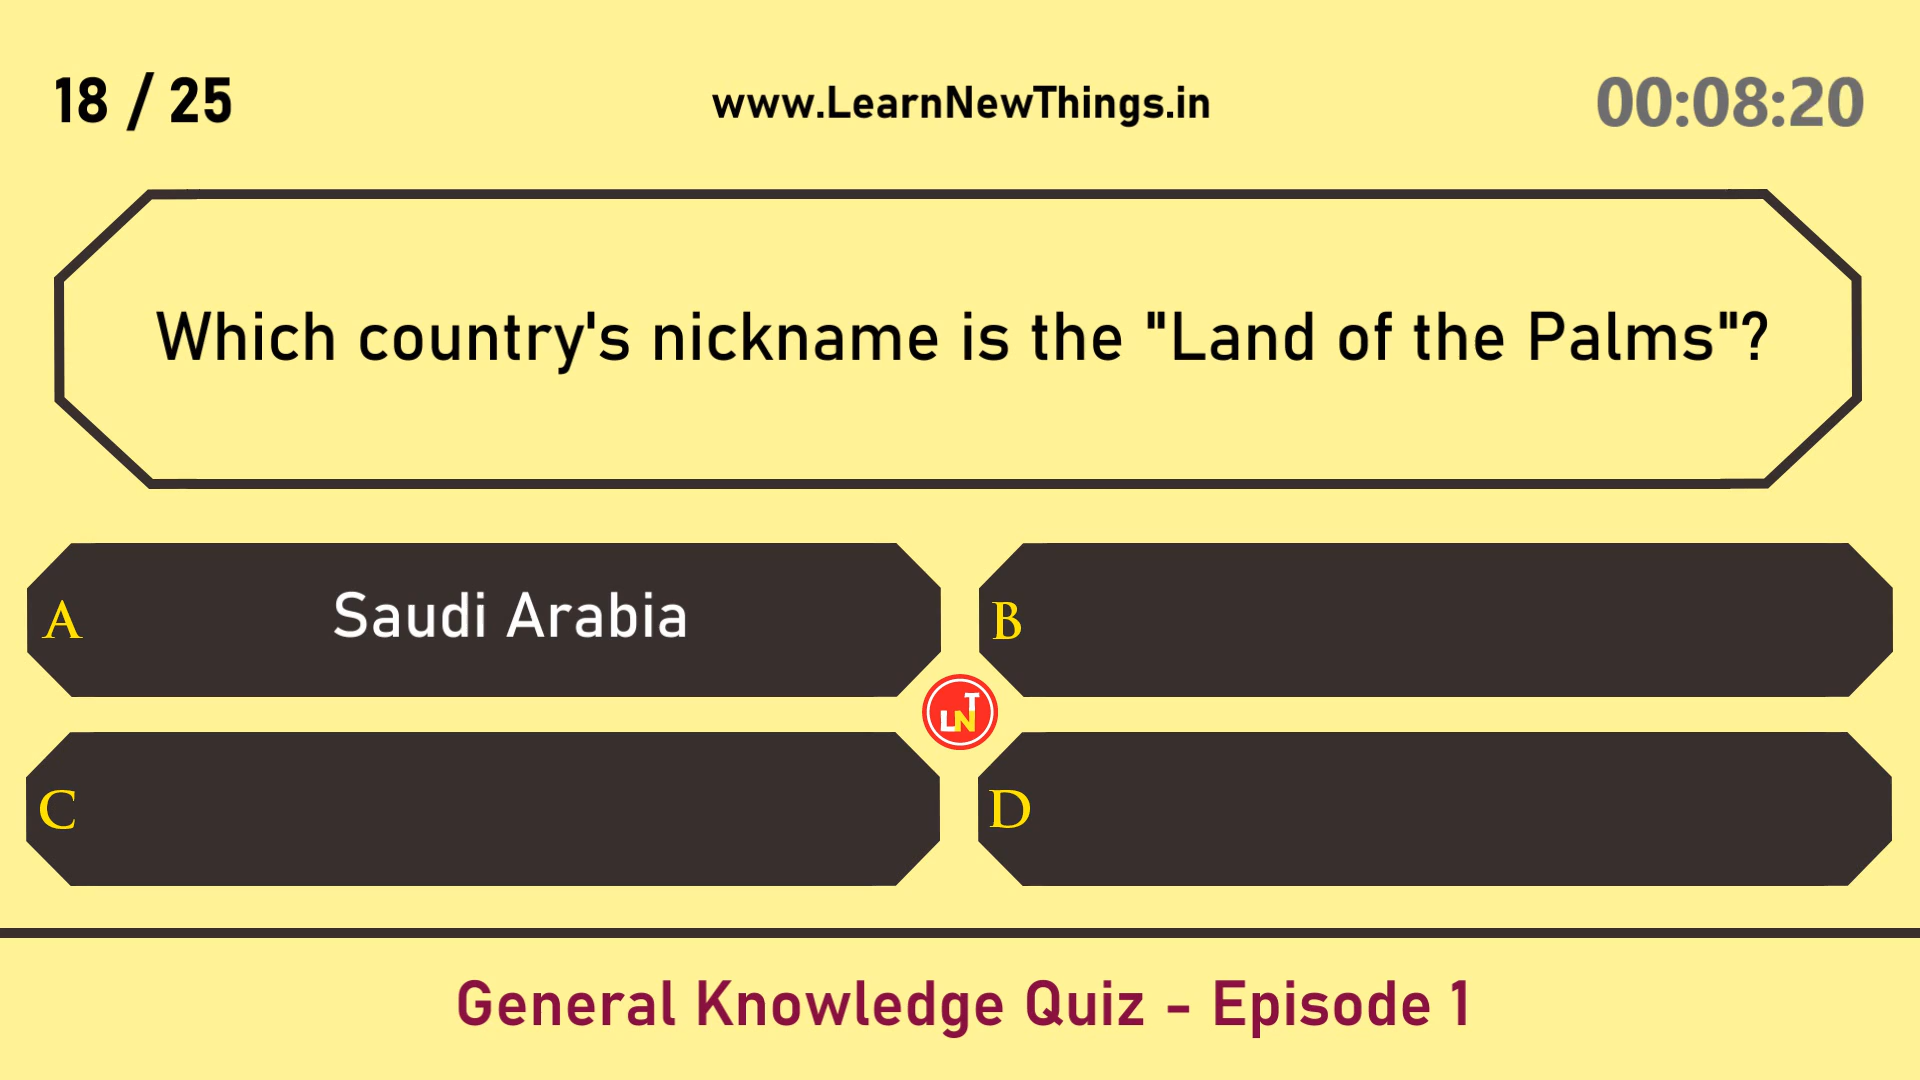 18 / 25
www.LearnNewThings.in
00:08:20
Which country's nickname is the "Land of the Palms"?
A Saudi Arabia
B
LNT
C
D
General Knowledge Quiz - Episode 1